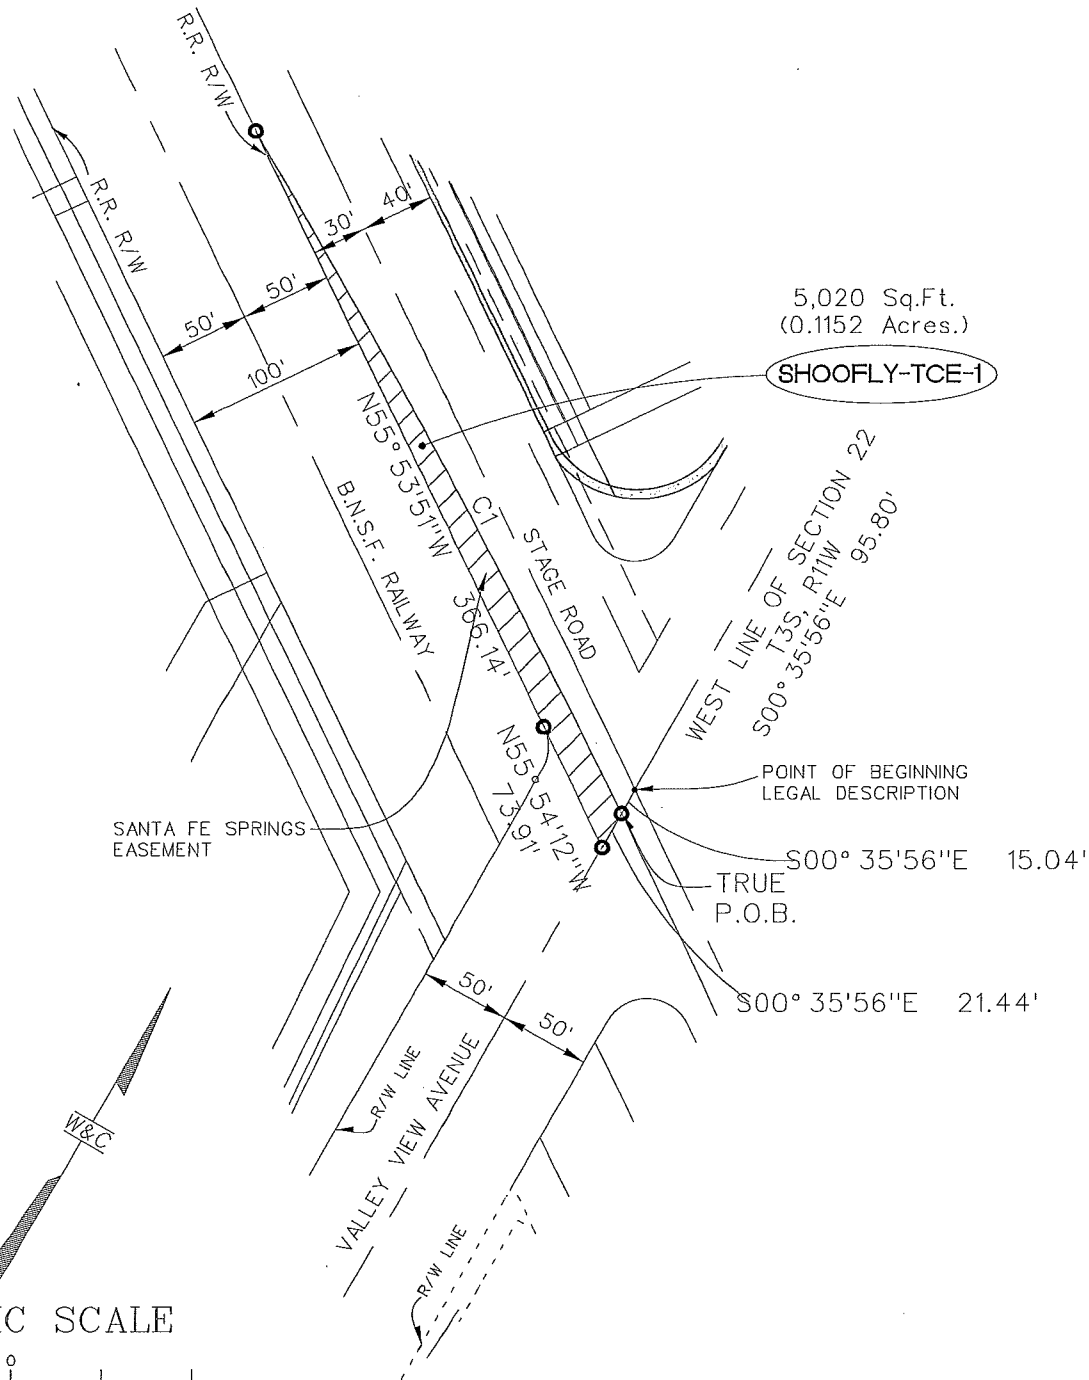 R.R. R/W
R.R. R/W
40'
30'
50'
50'
100'
5,020 Sq.Ft.
(0.1152 Acres.)
SHOOFLY-TCE-1
N55° 53'51"W 366.14'
C1
B.N.S.F. RAILWAY
STAGE ROAD
WEST LINE OF SECTION 22
T3S, R11W
S00° 35'56"E 95.80'
N55° 54'12"W
73.91'
POINT OF BEGINNING
LEGAL DESCRIPTION
SANTA FE SPRINGS
EASEMENT
S00° 35'56"E 15.04'
TRUE
P.O.B.
S00° 35'56"E 21.44'
50'
50'
R/W LINE
VALLEY VIEW AVENUE
R/W LINE
W&C
IC SCALE
0